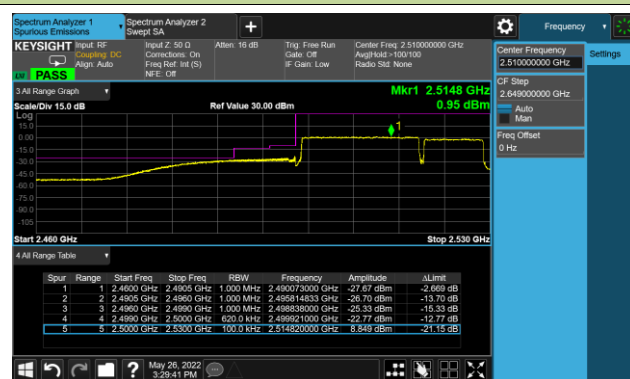 Spectrum Analyzer 1
Spurious Emissions
Spectrum Analyzer 2
Swept SA
Frequency
KEYSIGHT
Input: RF
Coupling: DC
Align: Auto
Input Z: 50 Ω
Corrections: On
Freq Ref: Int (S)
NFE: Off
Atten: 16 dB
Trig: Free Run
Gate: Off
IF Gain: Low
Center Freq: 2.510000000 GHz
Avg|Hold:>100/100
Radio Std: None
PASS
Center Frequency
2.510000000 GHz
Settings
CF Step
2.649000000 GHz
Auto
Man
Freq Offset
0 Hz
3 All Range Graph
Mkr1 2.5148 GHz
Scale/Div 15.0 dB
Ref Value 30.00 dBm
0.95 dBm
Log
1
15.0
0.00
-15.0
-30.0
-45.0
-60.0
-75.0
-90.0
-105
Start 2.460 GHz
Stop 2.530 GHz
4 All Range Table
Spur Range Start Freq Stop Freq RBW Frequency Amplitude ΔLimit
1 1 2.4600 GHz 2.4905 GHz 1.000 MHz 2.490073000 GHz -27.67 dBm -2.669 dB
2 2 2.4905 GHz 2.4960 GHz 1.000 MHz 2.495814833 GHz -26.70 dBm -13.70 dB
3 3 2.4960 GHz 2.4990 GHz 1.000 MHz 2.498838000 GHz -25.33 dBm -15.33 dB
4 4 2.4990 GHz 2.5000 GHz 620.0 kHz 2.499921000 GHz -22.77 dBm -12.77 dB
5 5 2.5000 GHz 2.5300 GHz 100.0 kHz 2.514820000 GHz 8.849 dBm -21.15 dB
May 26, 2022
3:29:41 PM